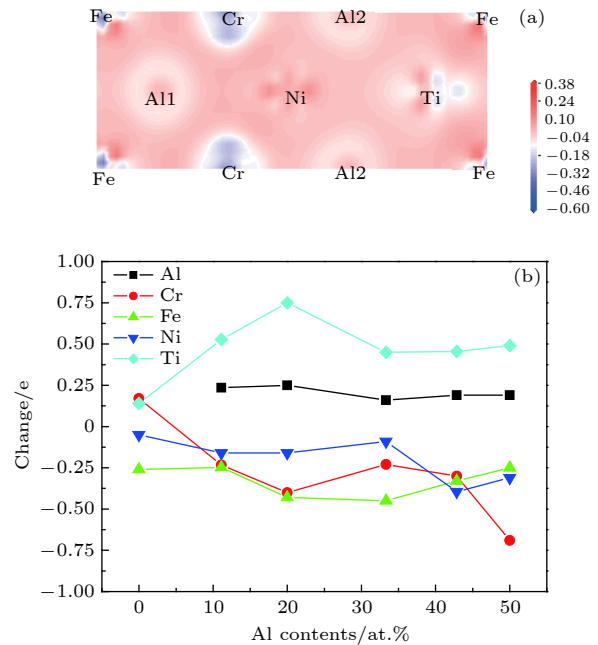 (a)
Fe Cr Al2 Fe
Al1 Ni Ti
Fe Cr Al2 Fe
0.38
0.24
0.10
−0.04
−0.18
−0.32
−0.46
−0.60
(b)
1.00
0.75
0.50
0.25
0
−0.25
−0.50
−0.75
−1.00
Change/e
Al
Cr
Fe
Ni
Ti
0 10 20 30 40 50
Al contents/at.%